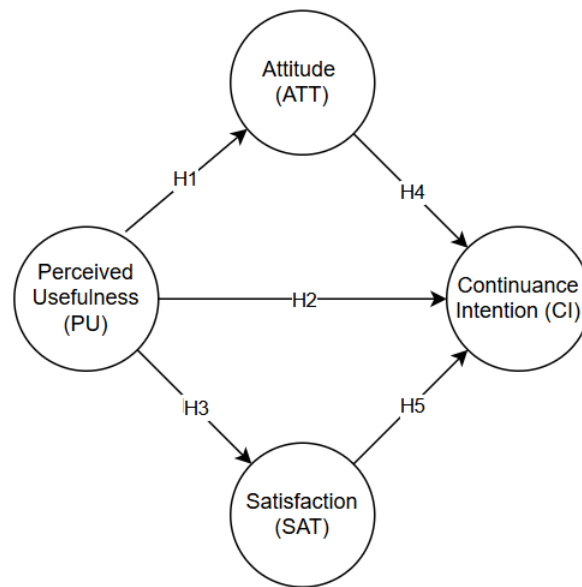 Attitude
(ATT)
H1
H4
Perceived
Usefulness
(PU)
H2
Continuance
Intention (CI)
H3
H5
Satisfaction
(SAT)